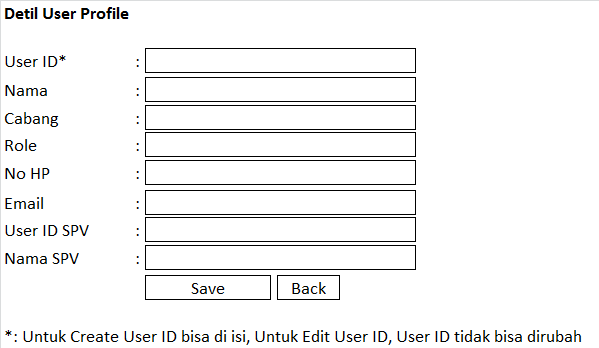 Detil User Profile
User ID* :
Nama :
Cabang :
Role :
No HP :
Email :
User ID SPV :
Nama SPV :
Save Back
*: Untuk Create User ID bisa di isi, Untuk Edit User ID, User ID tidak bisa dirubah